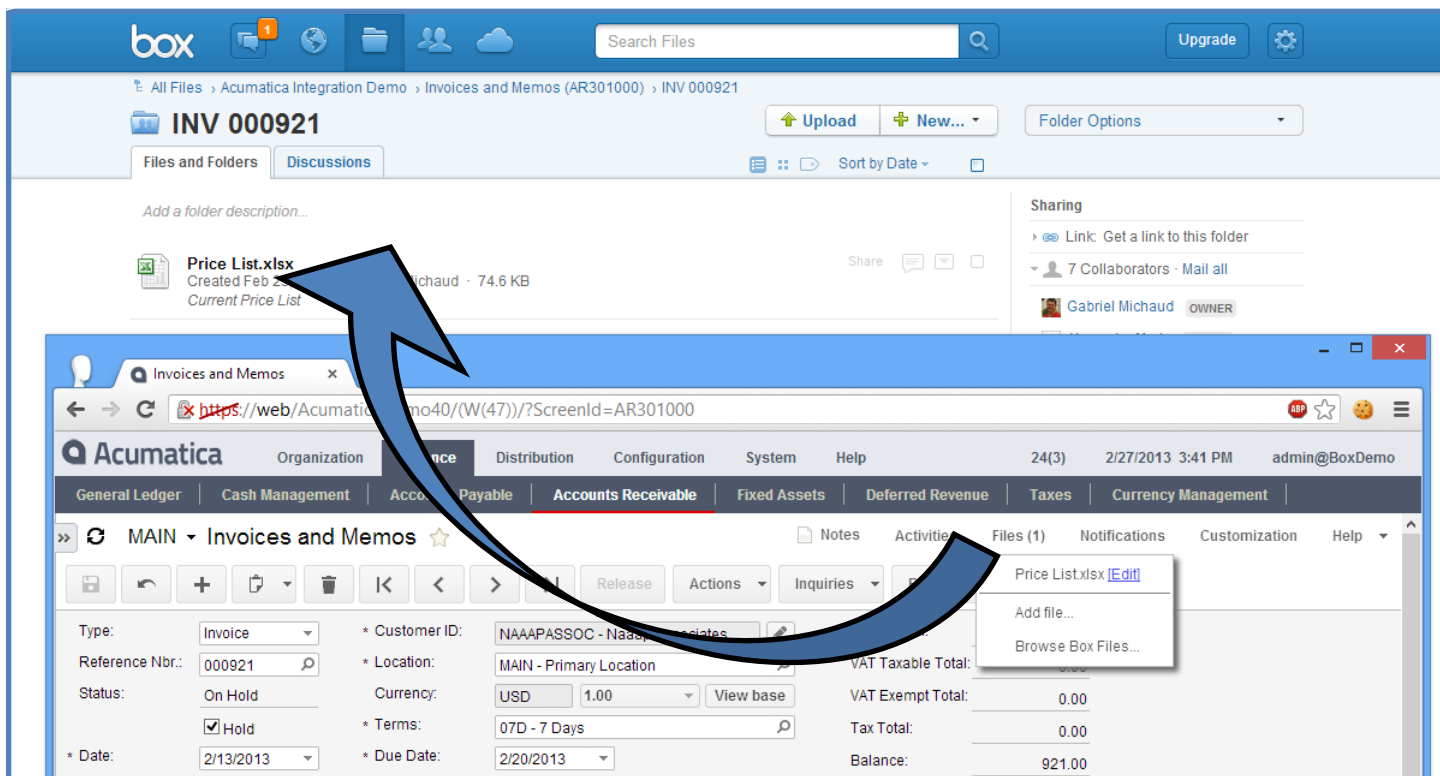 box 1 Search Files Upgrade
All Files › Acumatica Integration Demo › Invoices and Memos (AR301000) › INV 000921
INV 000921 Upload New... Folder Options
Files and Folders Discussions Sort by Date
Add a folder description... Sharing
Link: Get a link to this folder
Price List.xlsx Share
7 Collaborators · Mail all
Created Feb · 74.6 KB
Current Price List
Gabriel Michaud OWNER
Invoices and Memos ×
https://web/Acumatic mo40/(W(47))/?ScreenId=AR301000 ABP
Acumatica Organization Distribution Configuration System Help 24(3) 2/27/2013 3:41 PM admin@BoxDemo
General Ledger Cash Management Payable Accounts Receivable Fixed Assets Deferred Revenue Taxes Currency Management
MAIN Invoices and Memos Notes Activitie Files (1) Notifications Customization Help
Release Actions Inquiries
Price List.xlsx [Edit]
Add file...
Browse Box Files...
Type: Invoice * Customer ID: NAAAPASSOC - Naaap
Reference Nbr.: 000921 * Location: MAIN - Primary Location VAT Taxable Total: 0.00
Status: On Hold Currency: USD 1.00 View base VAT Exempt Total: 0.00
Hold * Terms: 07D - 7 Days Tax Total: 0.00
* Date: 2/13/2013 * Due Date: 2/20/2013 Balance: 921.00